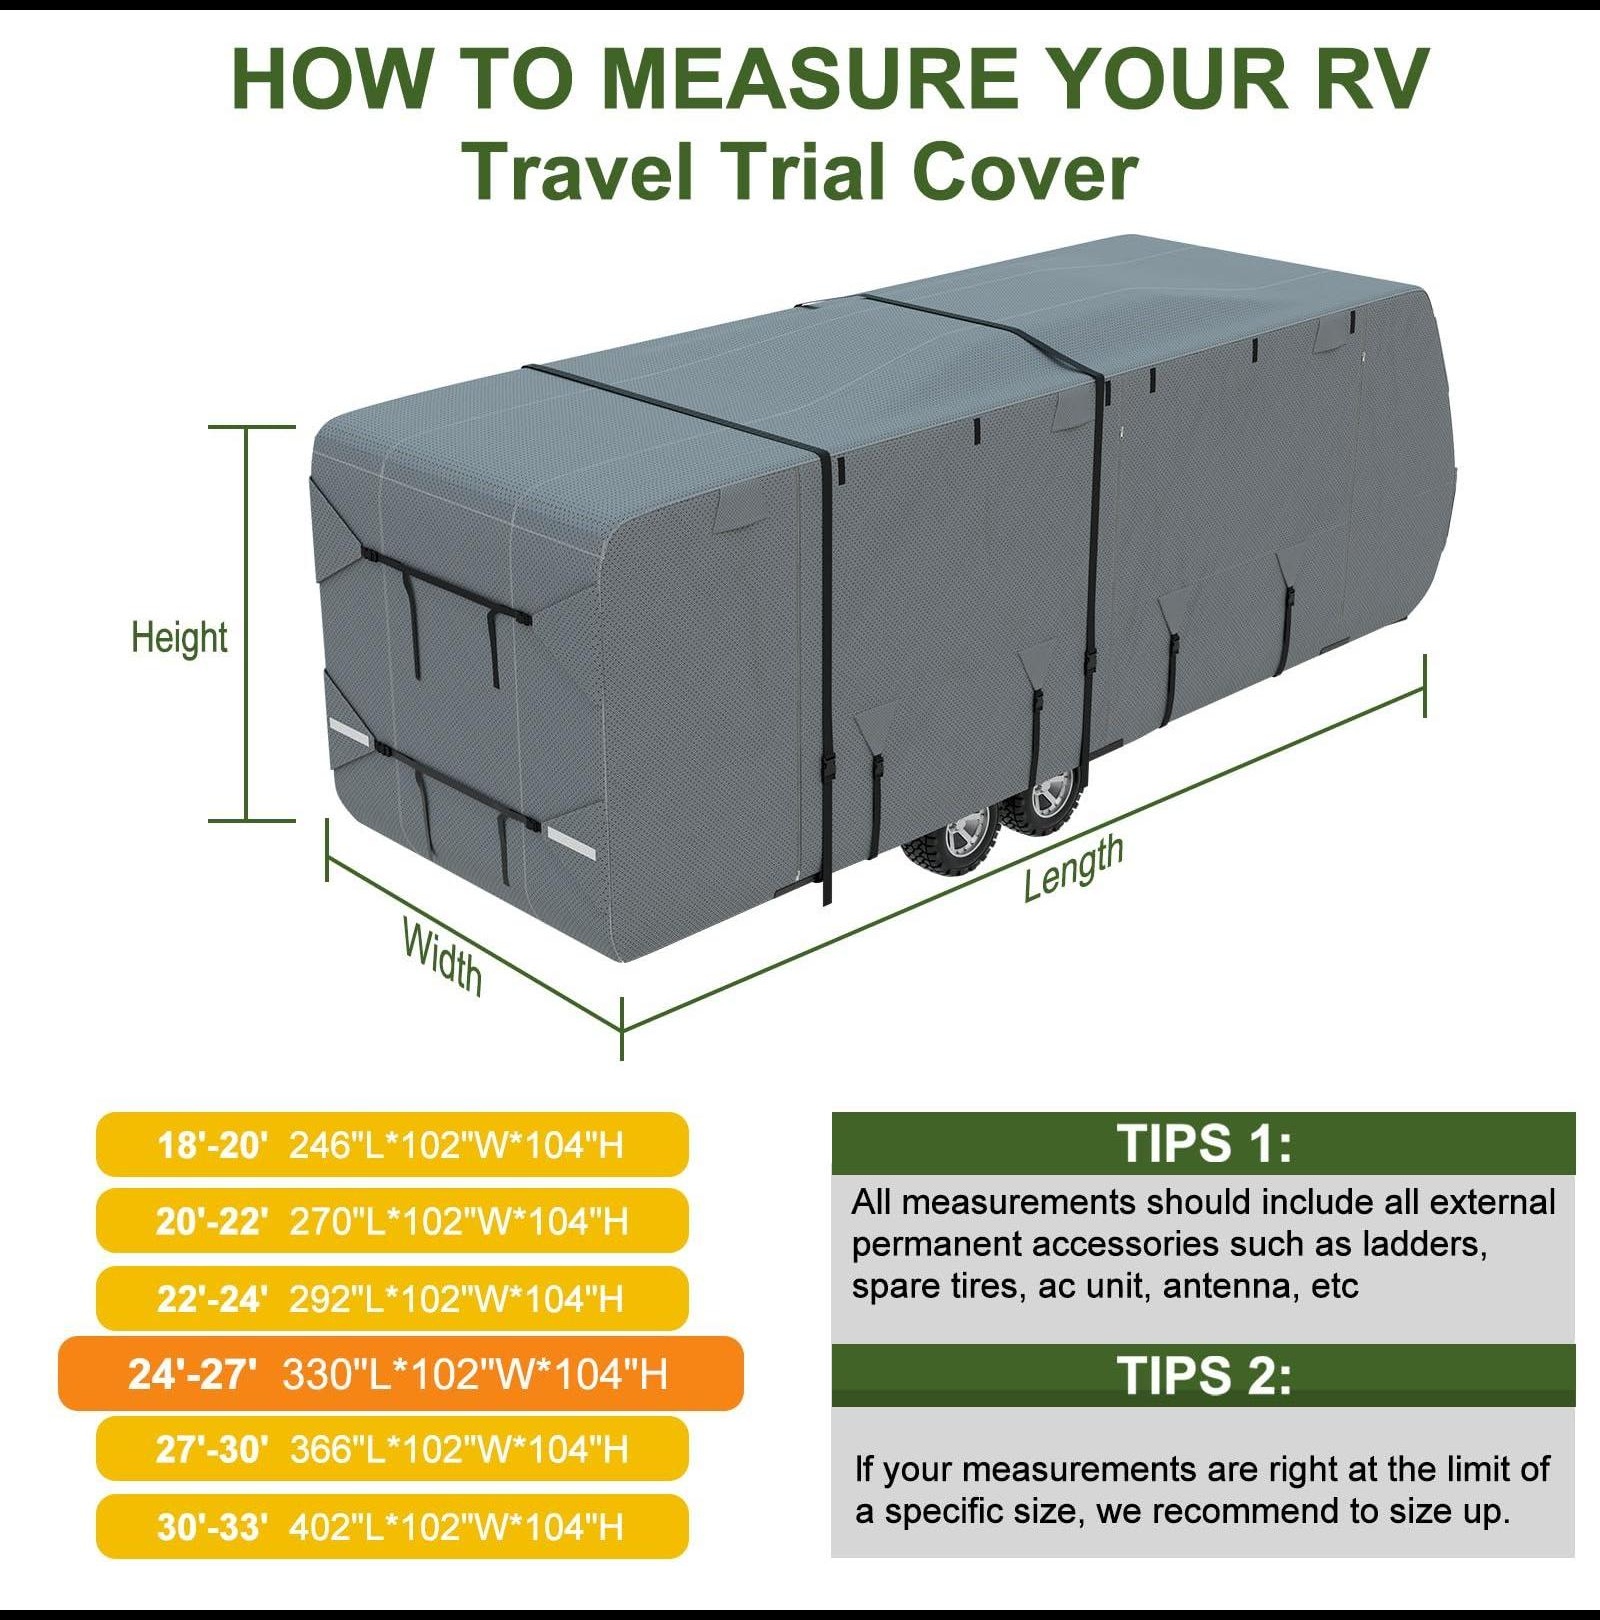 HOW TO MEASURE YOUR RV
Travel Trial Cover
Height
Width
Length
18'-20' 246"L*102"W*104"H
20'-22' 270"L*102"W*104"H
22'-24' 292"L*102"W*104"H
24'-27' 330"L*102"W*104"H
27'-30' 366"L*102"W*104"H
30'-33' 402"L*102"W*104"H
TIPS 1:
All measurements should include all external
permanent accessories such as ladders,
spare tires, ac unit, antenna, etc
TIPS 2:
If your measurements are right at the limit of
a specific size, we recommend to size up.